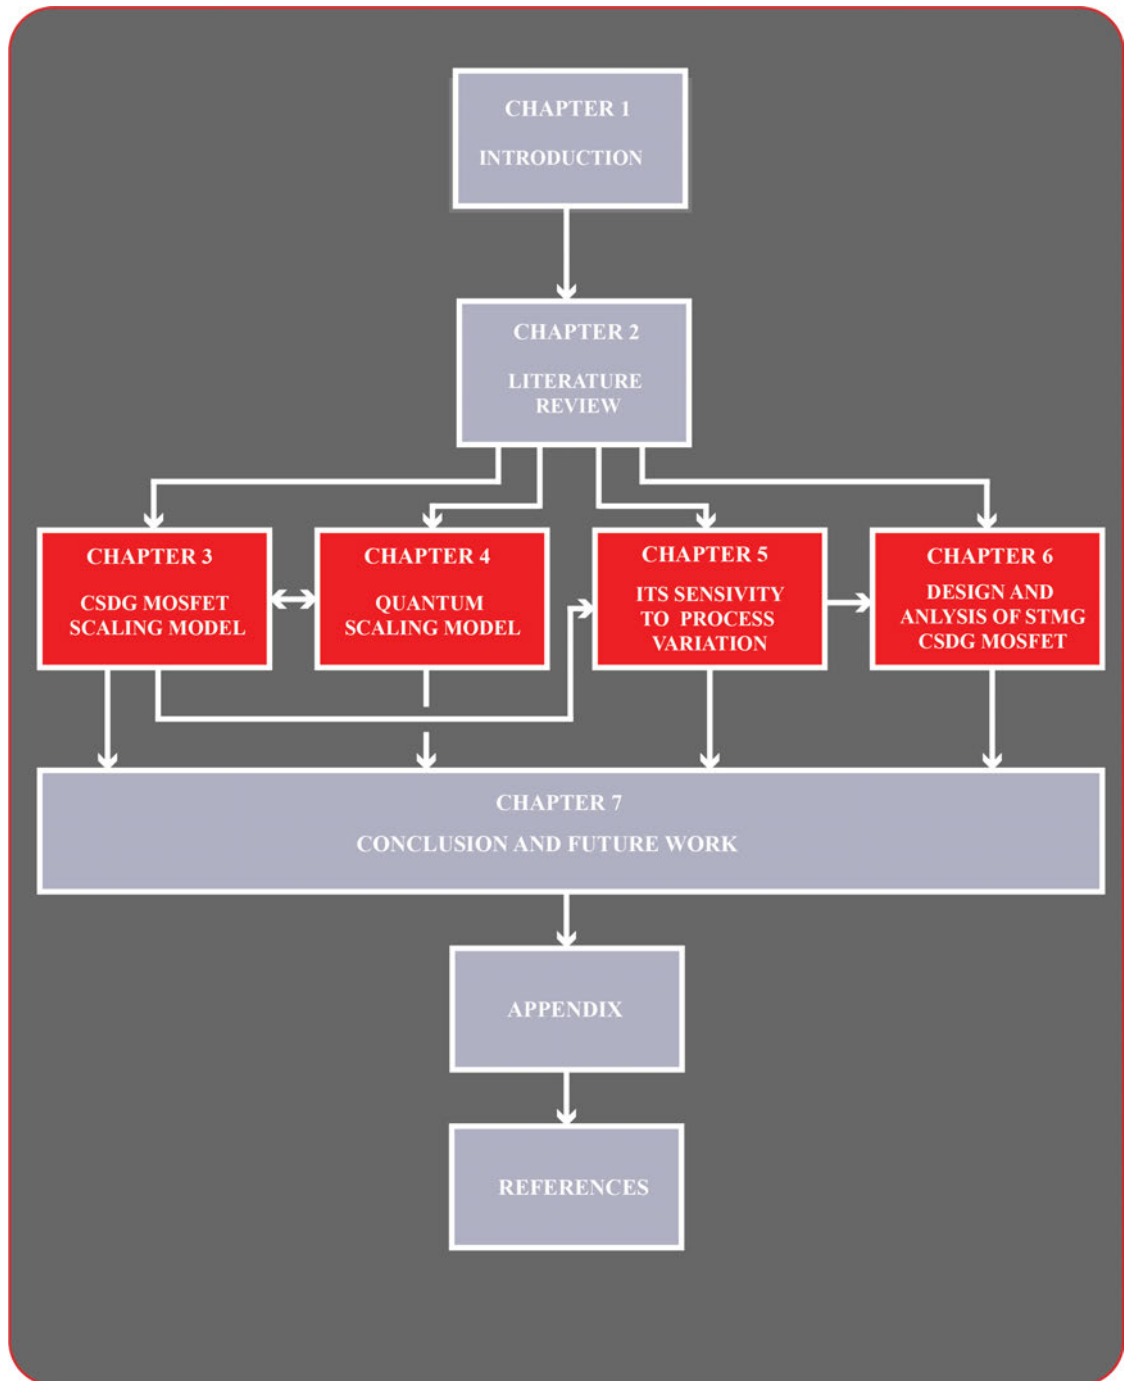 CHAPTER 1
INTRODUCTION
CHAPTER 2
LITERATURE
REVIEW
CHAPTER 3
CSDG MOSFET
SCALING MODEL
CHAPTER 4
QUANTUM
SCALING MODEL
CHAPTER 5
ITS SENSIVITY
TO PROCESS
VARIATION
CHAPTER 6
DESIGN AND
ANLYSIS OF STMG
CSDG MOSFET
CHAPTER 7
CONCLUSION AND FUTURE WORK
APPENDIX
REFERENCES